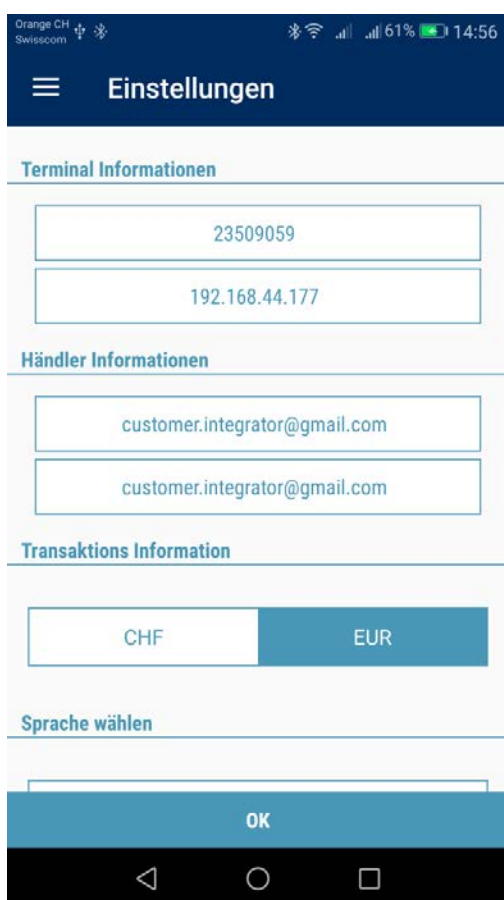 Orange CH
Swisscom
61% 14:56
Einstellungen
Terminal Informationen
23509059
192.168.44.177
Händler Informationen
customer.integrator@gmail.com
customer.integrator@gmail.com
Transaktions Information
CHF EUR
Sprache wählen
OK